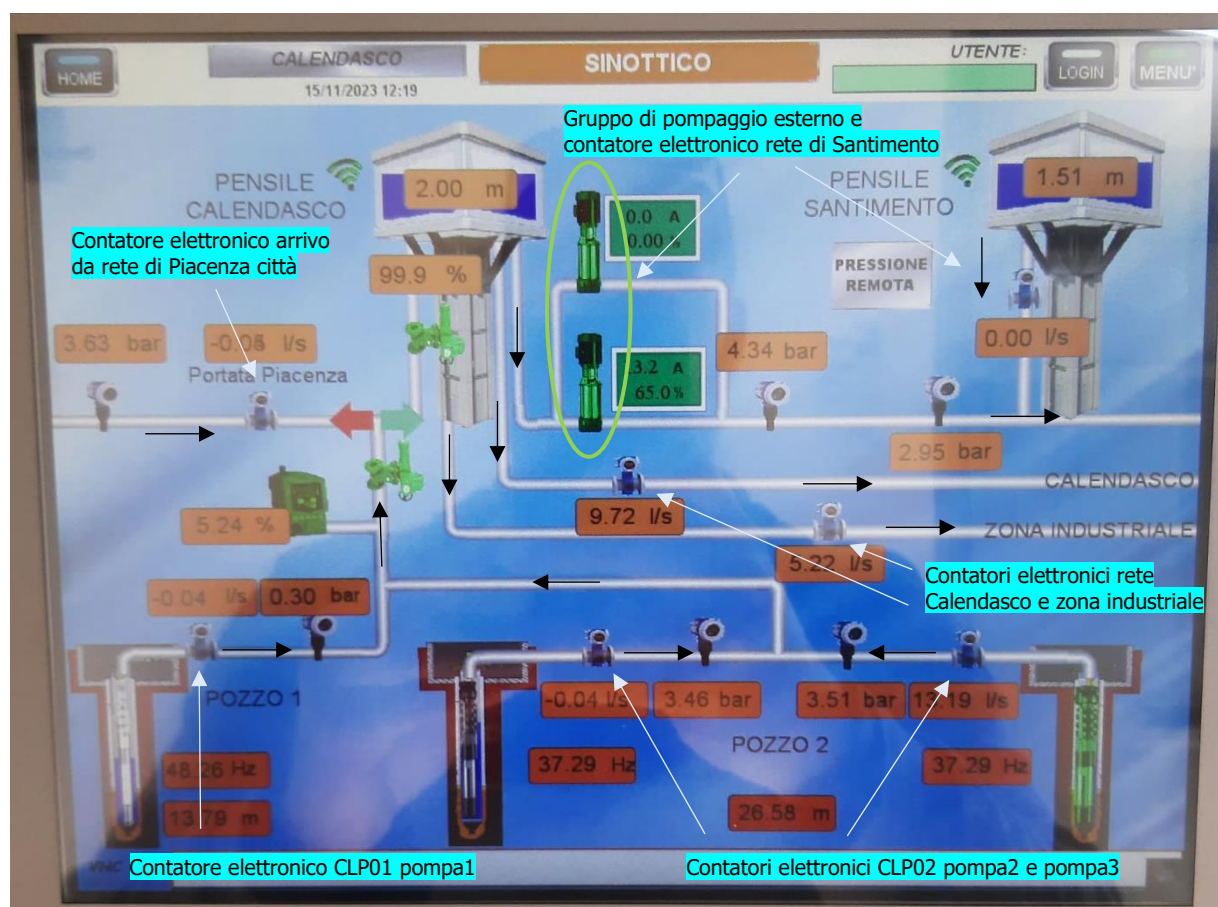 HOME
CALENDASCO
15/11/2023 12:19
SINOTTICO
UTENTE:
LOGIN
MENU'
Gruppo di pompaggio esterno e
contatore elettronico rete di Santimento
PENSILE
CALENDASCO
2.00 m
0.0 A
0.00 %
PENSILE
SANTIMENTO
1.51 m
Contatore elettronico arrivo
da rete di Piacenza città
99.9 %
PRESSIONE
REMOTA
3.63 bar
Portata Piacenza
4.34 bar
0.00 l/s
3.2 A
65.0 %
2.95 bar
CALENDASCO
9.72 l/s
5.24 %
ZONA INDUSTRIALE
5.22 l/s
Contatori elettronici rete
Calendasco e zona industriale
-0.04 l/s
0.30 bar
POZZO 1
-0.04 l/s
3.46 bar
3.51 bar
13.19 l/s
POZZO 2
48.26 Hz
37.29 Hz
37.29 Hz
13.79 m
26.58 m
VNC
Contatore elettronico CLP01 pompa1
Contatori elettronici CLP02 pompa2 e pompa3